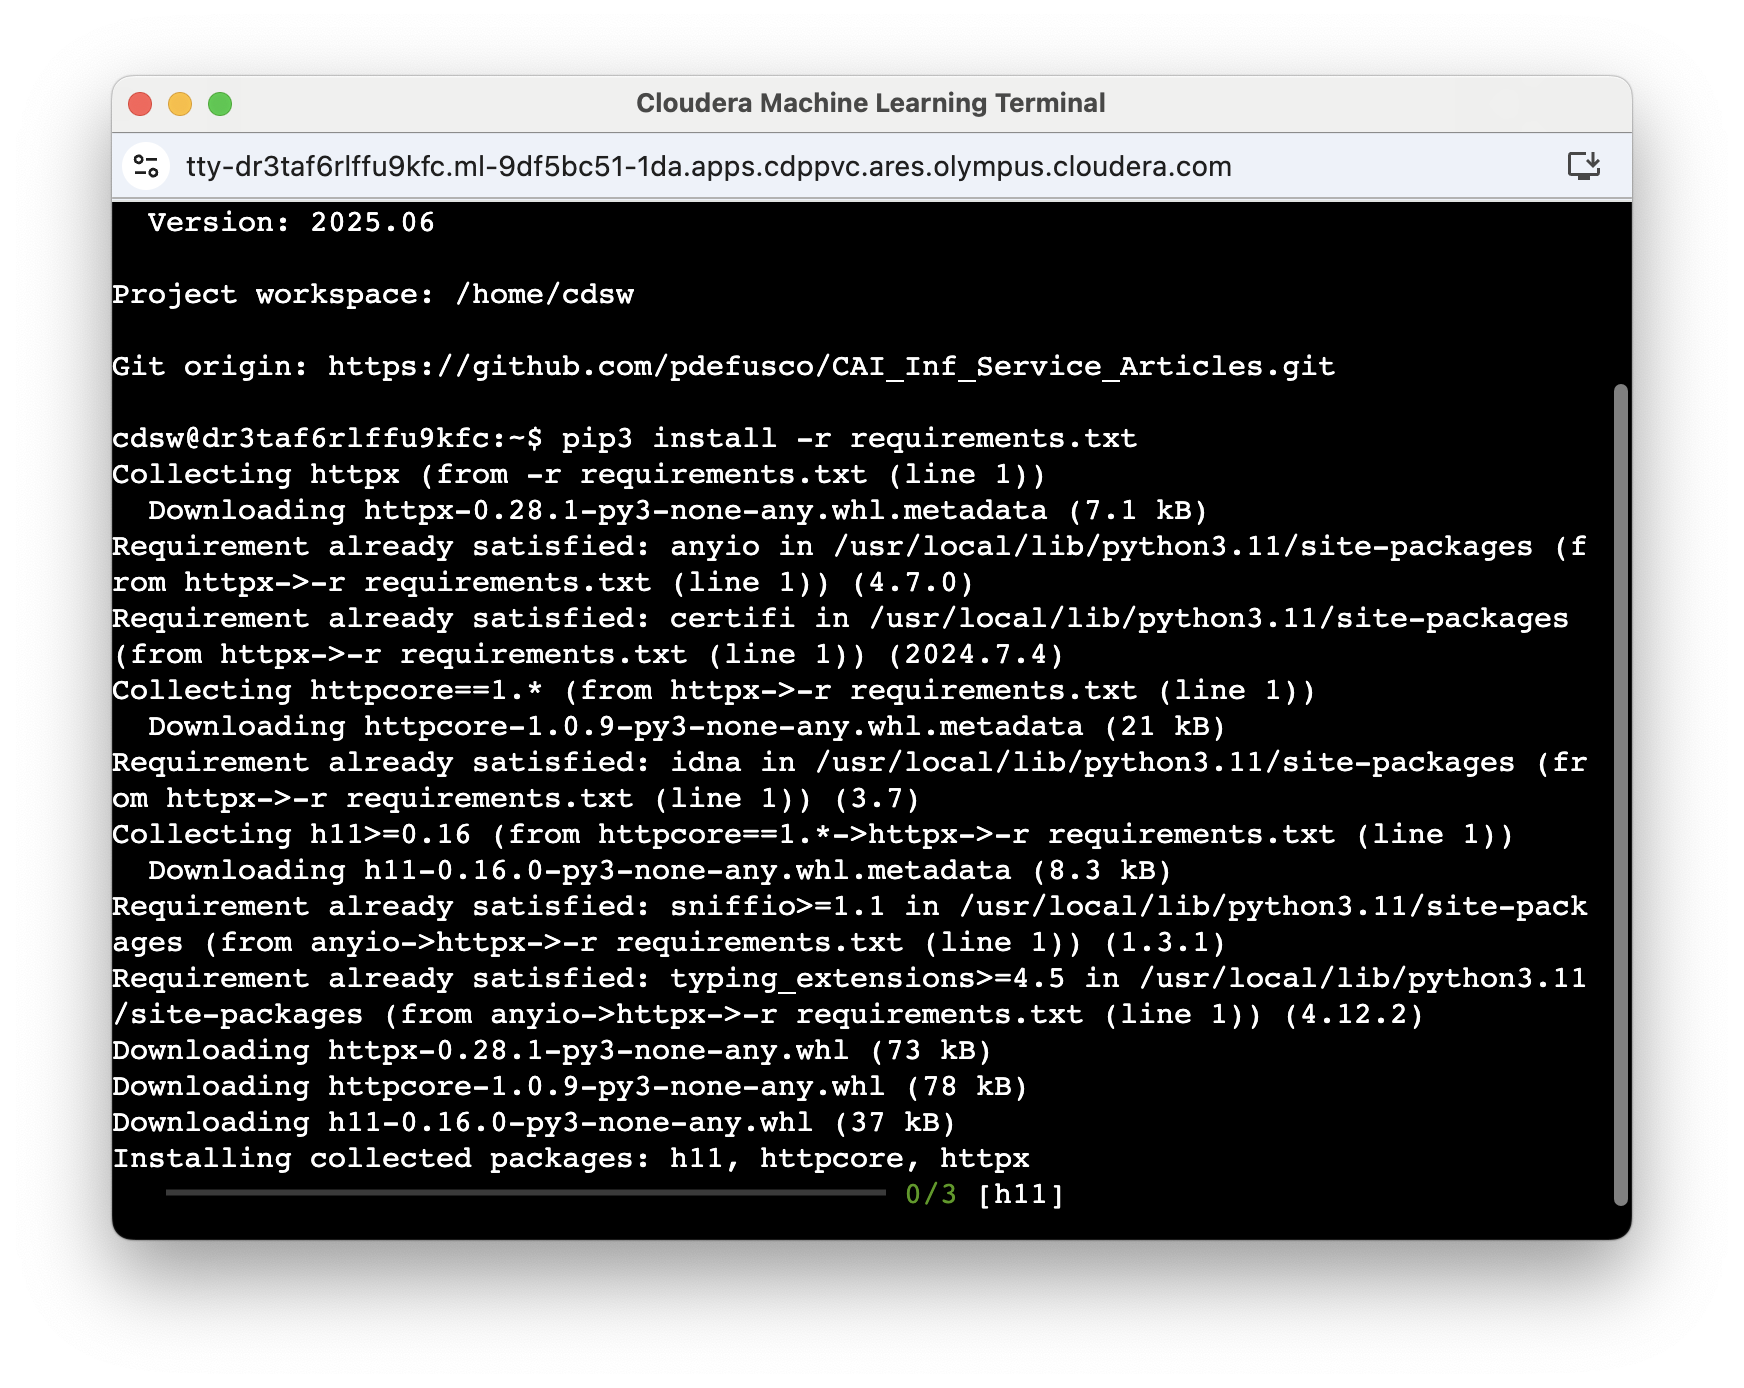 Cloudera Machine Learning Terminal
tty-dr3taf6rlffu9kfc.ml-9df5bc51-1da.apps.cdppvc.ares.olympus.cloudera.com
Version: 2025.06
Project workspace: /home/cdsw
Git origin: https://github.com/pdefusco/CAI_Inf_Service_Articles.git
cdsw@dr3taf6rlffu9kfc:~$ pip3 install -r requirements.txt
Collecting httpx (from -r requirements.txt (line 1))
  Downloading httpx-0.28.1-py3-none-any.whl.metadata (7.1 kB)
Requirement already satisfied: anyio in /usr/local/lib/python3.11/site-packages (f
rom httpx->-r requirements.txt (line 1)) (4.7.0)
Requirement already satisfied: certifi in /usr/local/lib/python3.11/site-packages
(from httpx->-r requirements.txt (line 1)) (2024.7.4)
Collecting httpcore==1.* (from httpx->-r requirements.txt (line 1))
  Downloading httpcore-1.0.9-py3-none-any.whl.metadata (21 kB)
Requirement already satisfied: idna in /usr/local/lib/python3.11/site-packages (fr
om httpx->-r requirements.txt (line 1)) (3.7)
Collecting h11>=0.16 (from httpcore==1.*->httpx->-r requirements.txt (line 1))
  Downloading h11-0.16.0-py3-none-any.whl.metadata (8.3 kB)
Requirement already satisfied: sniffio>=1.1 in /usr/local/lib/python3.11/site-pack
ages (from anyio->httpx->-r requirements.txt (line 1)) (1.3.1)
Requirement already satisfied: typing_extensions>=4.5 in /usr/local/lib/python3.11
/site-packages (from anyio->httpx->-r requirements.txt (line 1)) (4.12.2)
Downloading httpx-0.28.1-py3-none-any.whl (73 kB)
Downloading httpcore-1.0.9-py3-none-any.whl (78 kB)
Downloading h11-0.16.0-py3-none-any.whl (37 kB)
Installing collected packages: h11, httpcore, httpx
0/3 [h11]